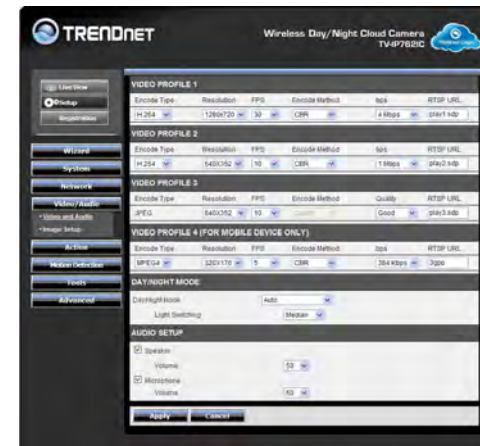 TRENDNET
Wireless Day/Night Cloud Camera
TV-IP762IC
Live View
Setup
Registration
Wizard
System
Network
Video/Audio
Video and Audio
Image Setup
Action
Motion Detection
Tools
Advanced
VIDEO PROFILE 1
Encode Type Resolution FPS Encode Method bps RTSP URL
H.264 1280x720 30 CBR 4 Mbps play1.sdp
VIDEO PROFILE 2
Encode Type Resolution FPS Encode Method bps RTSP URL
H.264 640X352 10 CBR 1 Mbps play2.sdp
VIDEO PROFILE 3
Encode Type Resolution FPS Encode Method Quality RTSP URL
JPEG 640X352 10 Good play3.sdp
VIDEO PROFILE 4 (FOR MOBILE DEVICE ONLY)
Encode Type Resolution FPS Encode Method bps RTSP URL
MPEG4 320X176 5 CBR 384 Kbps 3gpp
DAY/NIGHT MODE
Day/Night Mode Auto
Light Switching Median
AUDIO SETUP
Speaker
Volume 50
Microphone
Volume 50
Apply Cancel